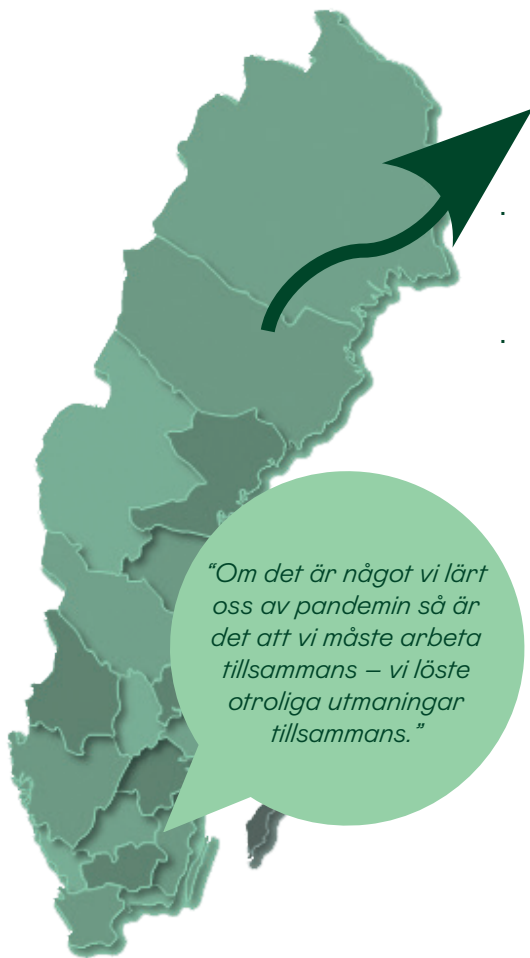 “Om det är något vi lärt
oss av pandemin så är
det att vi måste arbeta
tillsammans – vi löste
otroliga utmaningar
tillsammans.”